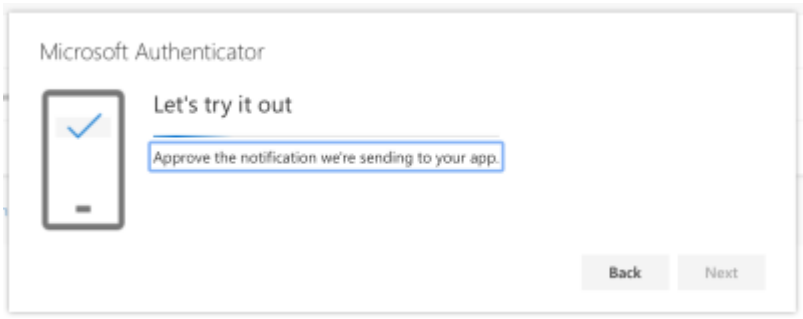 Microsoft Authenticator
Let's try it out
Approve the notification we're sending to your app.
Back
Next